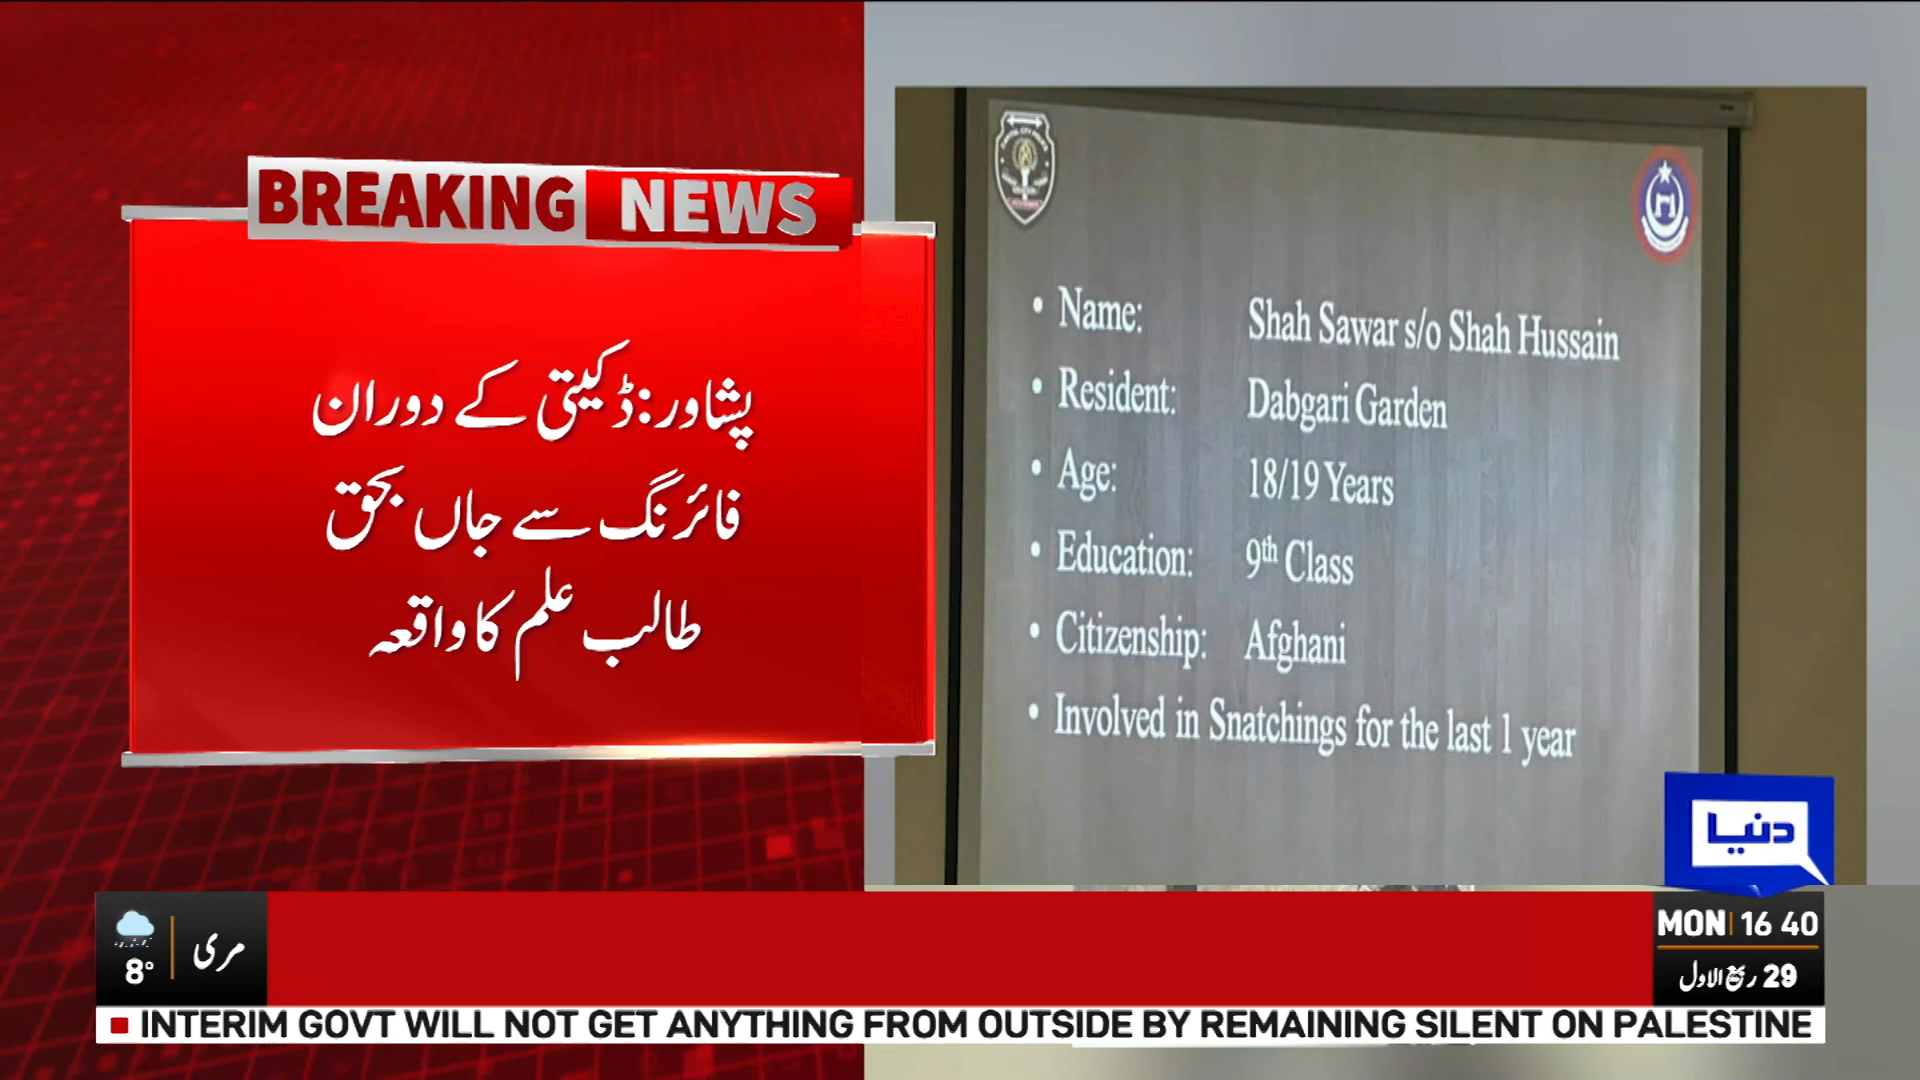 BREAKING NEWS
پشاور:ڈکیتی کے دوران
فائرنگ سے جاں بحق
طالب علم کا واقعہ
• Name: Shah Sawar s/o Shah Hussain
• Resident: Dabgari Garden
• Age: 18/19 Years
• Education: 9th Class
• Citizenship: Afghani
• Involved in Snatchings for the last 1 year
دنیا
8°
مری
MON 16 40
29 ربیع الاول
INTERIM GOVT WILL NOT GET ANYTHING FROM OUTSIDE BY REMAINING SILENT ON PALESTINE